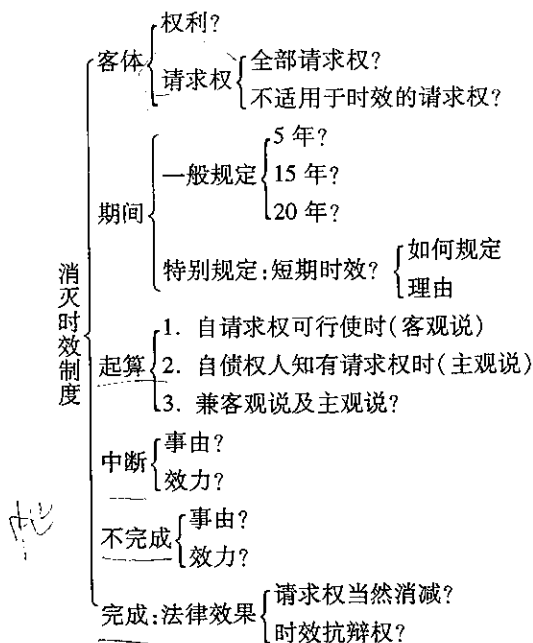 权利?
客体
全部请求权?
请求权
不适用于时效的请求权?
5 年?
一般规定
15 年?
20 年?
期间
如何规定
特别规定:短期时效?
理由
消灭时效制度
1. 自请求权可行使时(客观说)
起算
2. 自债权人知有请求权时(主观说)
3. 兼客观说及主观说?
事由?
中断
效力?
事由?
不完成
效力?
请求权当然消减?
完成:法律效果
时效抗辩权?